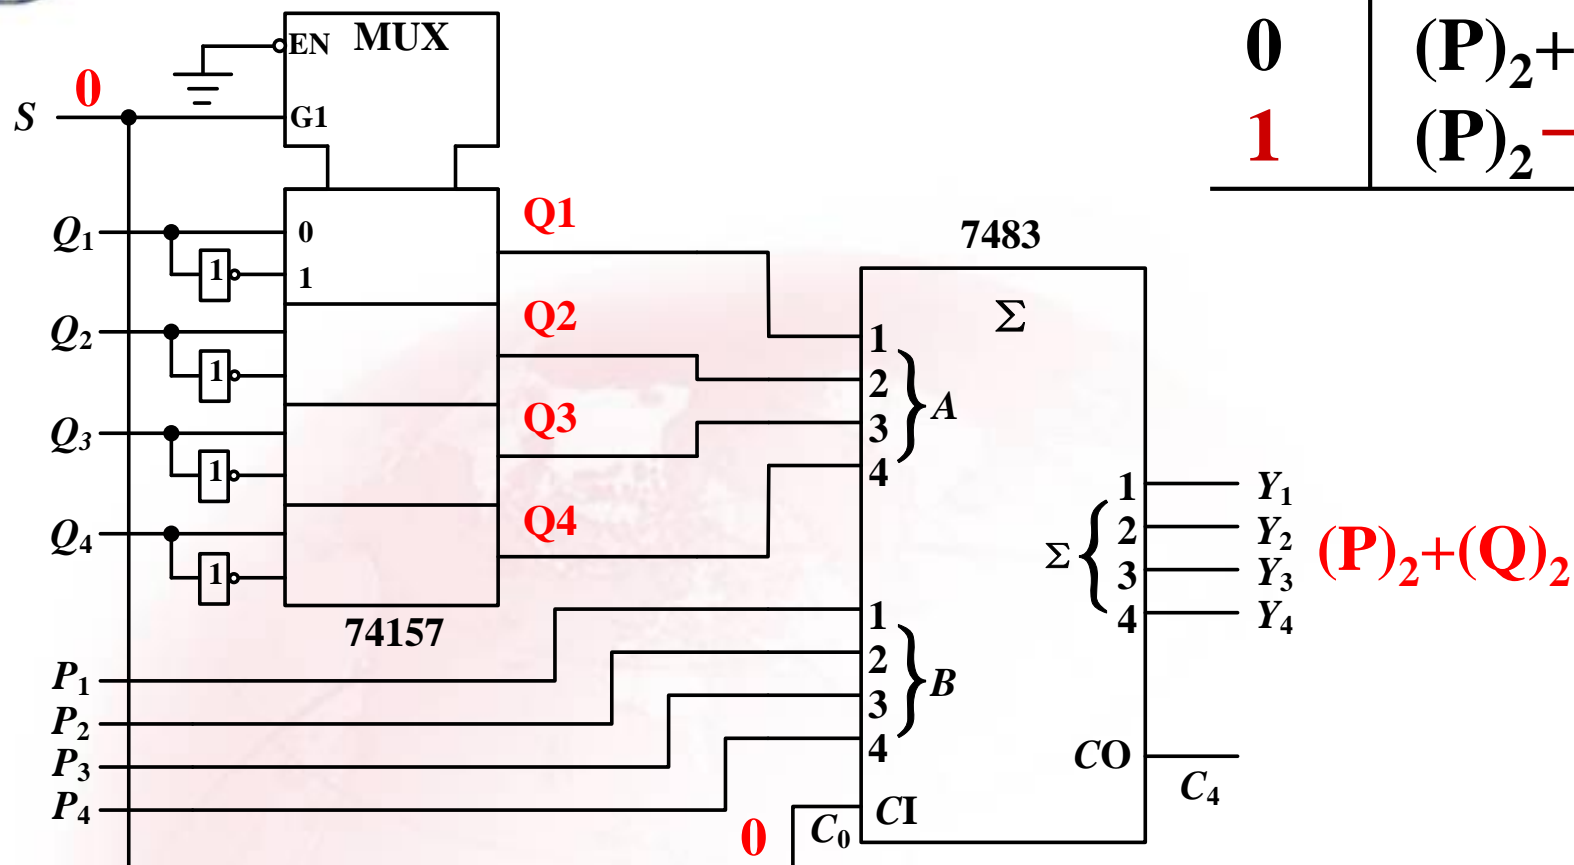 EN MUX
0 (P)₂+
S 0 G1
1 (P)₂−
Q₁ 0 Q1
1 1
7483
Σ
Q₂ Q2
1
1
2
3
4
A
Q₃ Q3
1
Q₄ Q4
1
74157
1
2
3
4
Σ
Y₁
Y₂
Y₃
Y₄
(P)₂+(Q)₂
P₁
P₂
P₃
P₄
1
2
3
4
B
CO
C₄
0 C₀ CI